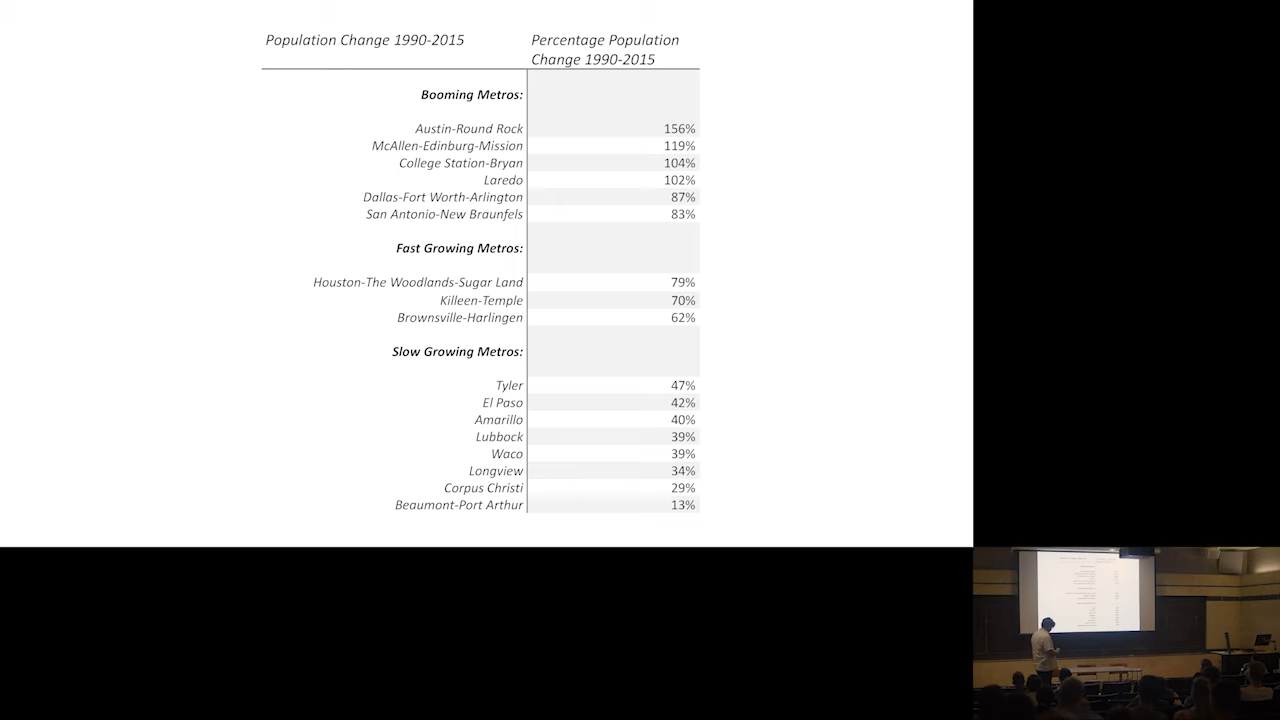 Population Change 1990-2015
Percentage Population
Change 1990-2015
Booming Metros:
Austin-Round Rock 156%
McAllen-Edinburg-Mission 119%
College Station-Bryan 104%
Laredo 102%
Dallas-Fort Worth-Arlington 87%
San Antonio-New Braunfels 83%
Fast Growing Metros:
Houston-The Woodlands-Sugar Land 79%
Killeen-Temple 70%
Brownsville-Harlingen 62%
Slow Growing Metros:
Tyler 47%
El Paso 42%
Amarillo 40%
Lubbock 39%
Waco 39%
Longview 34%
Corpus Christi 29%
Beaumont-Port Arthur 13%